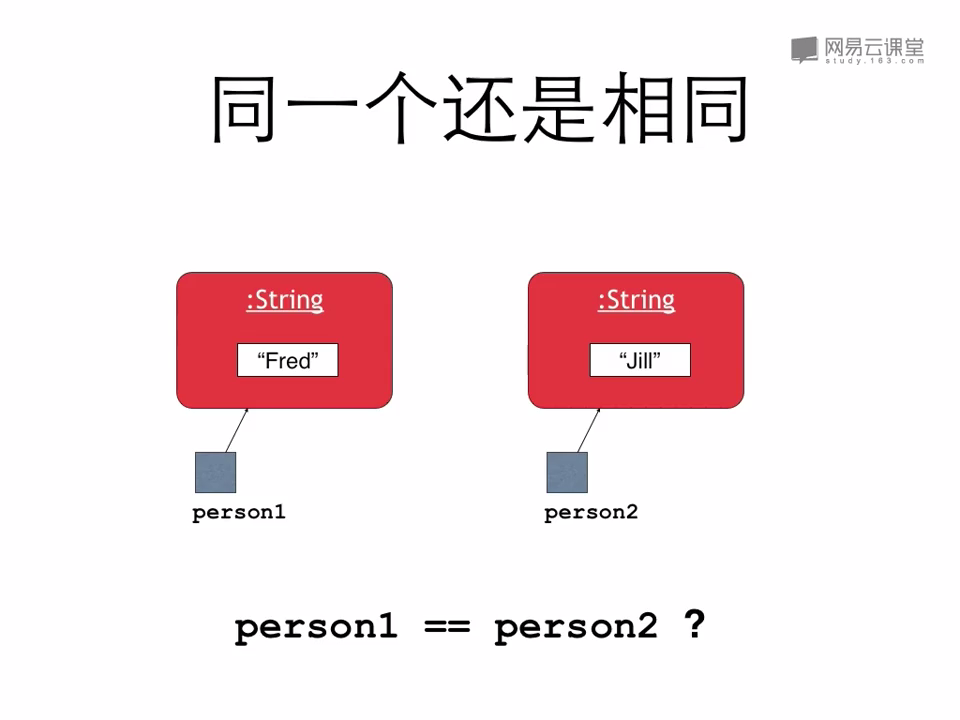 网易云课堂
study.163.com
同一个还是相同
:String
“Fred”
person1
:String
“Jill”
person2
person1 == person2 ?